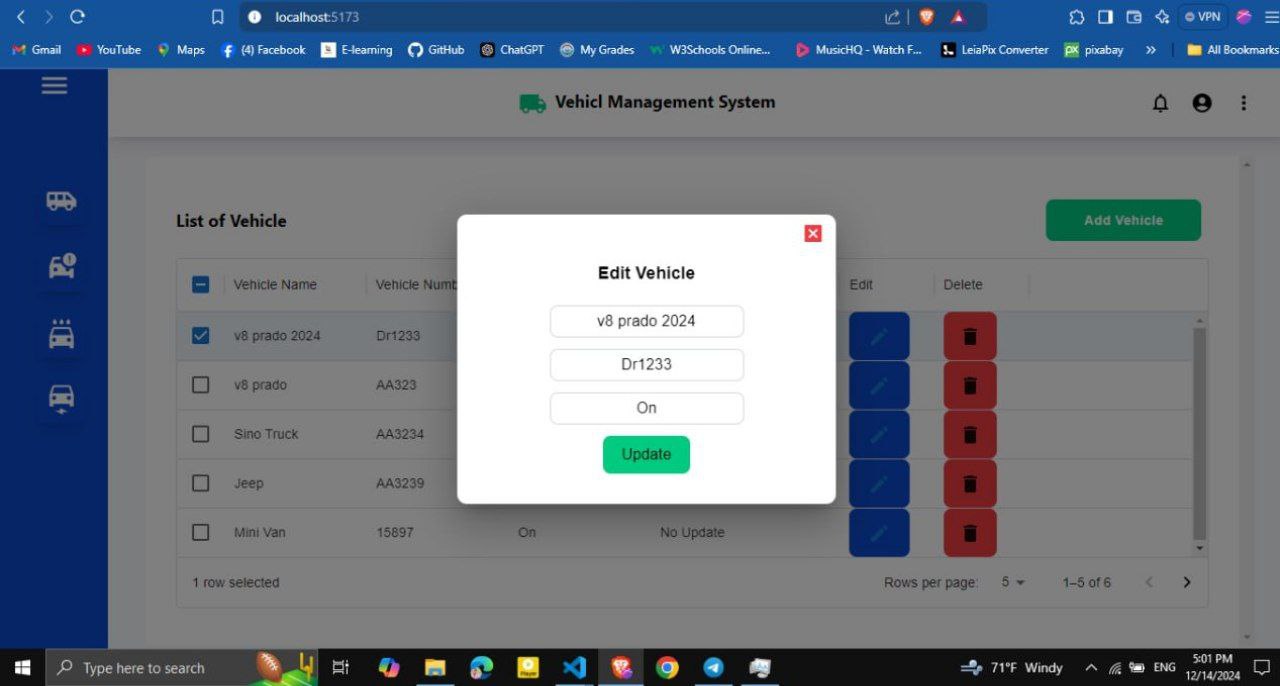 localhost:5173
VPN
Gmail
YouTube
Maps
(4) Facebook
E-learning
GitHub
ChatGPT
My Grades
W3Schools Online...
MusicHQ - Watch F...
LeiaPix Converter
px
pixabay
»
All Bookmarks
Vehicl Management System
List of Vehicle
Add Vehicle
Edit Vehicle
v8 prado 2024
Dr1233
On
Update
Vehicle Name
Vehicle Numb
Edit
Delete
v8 prado 2024
Dr1233
v8 prado
AA323
Sino Truck
AA3234
Jeep
AA3239
Mini Van
15897
On
No Update
1 row selected
Rows per page:
5
1–5 of 6
Type here to search
71°F Windy
ENG
5:01 PM
12/14/2024